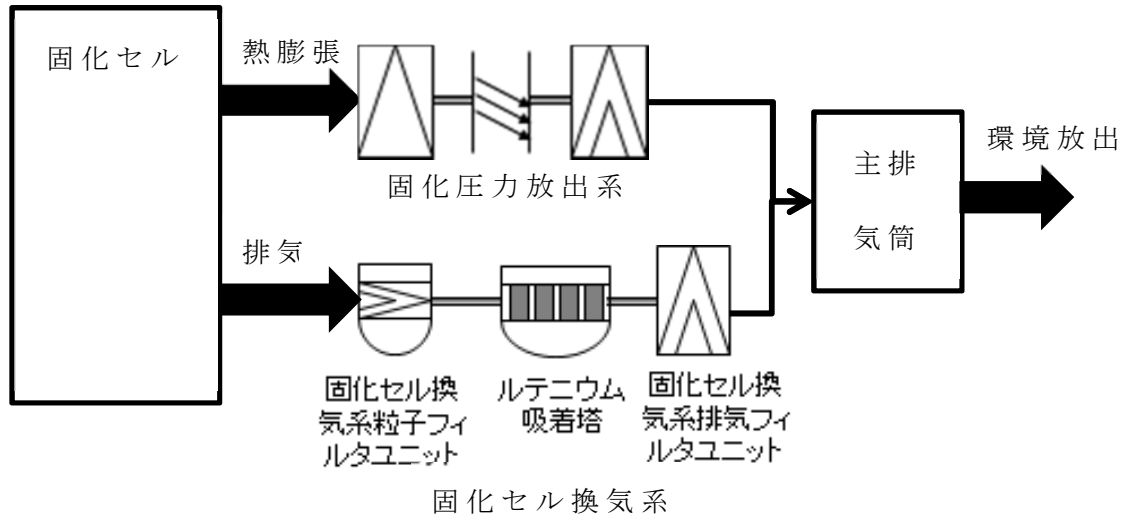 固化セル
熱膨張
固化圧力放出系
排気
固化セル換
気系粒子フィ
ルタユニット
ルテニウム
吸着塔
固化セル換
気系排気フィ
ルタユニット
固化セル換気系
主排
気筒
環境放出